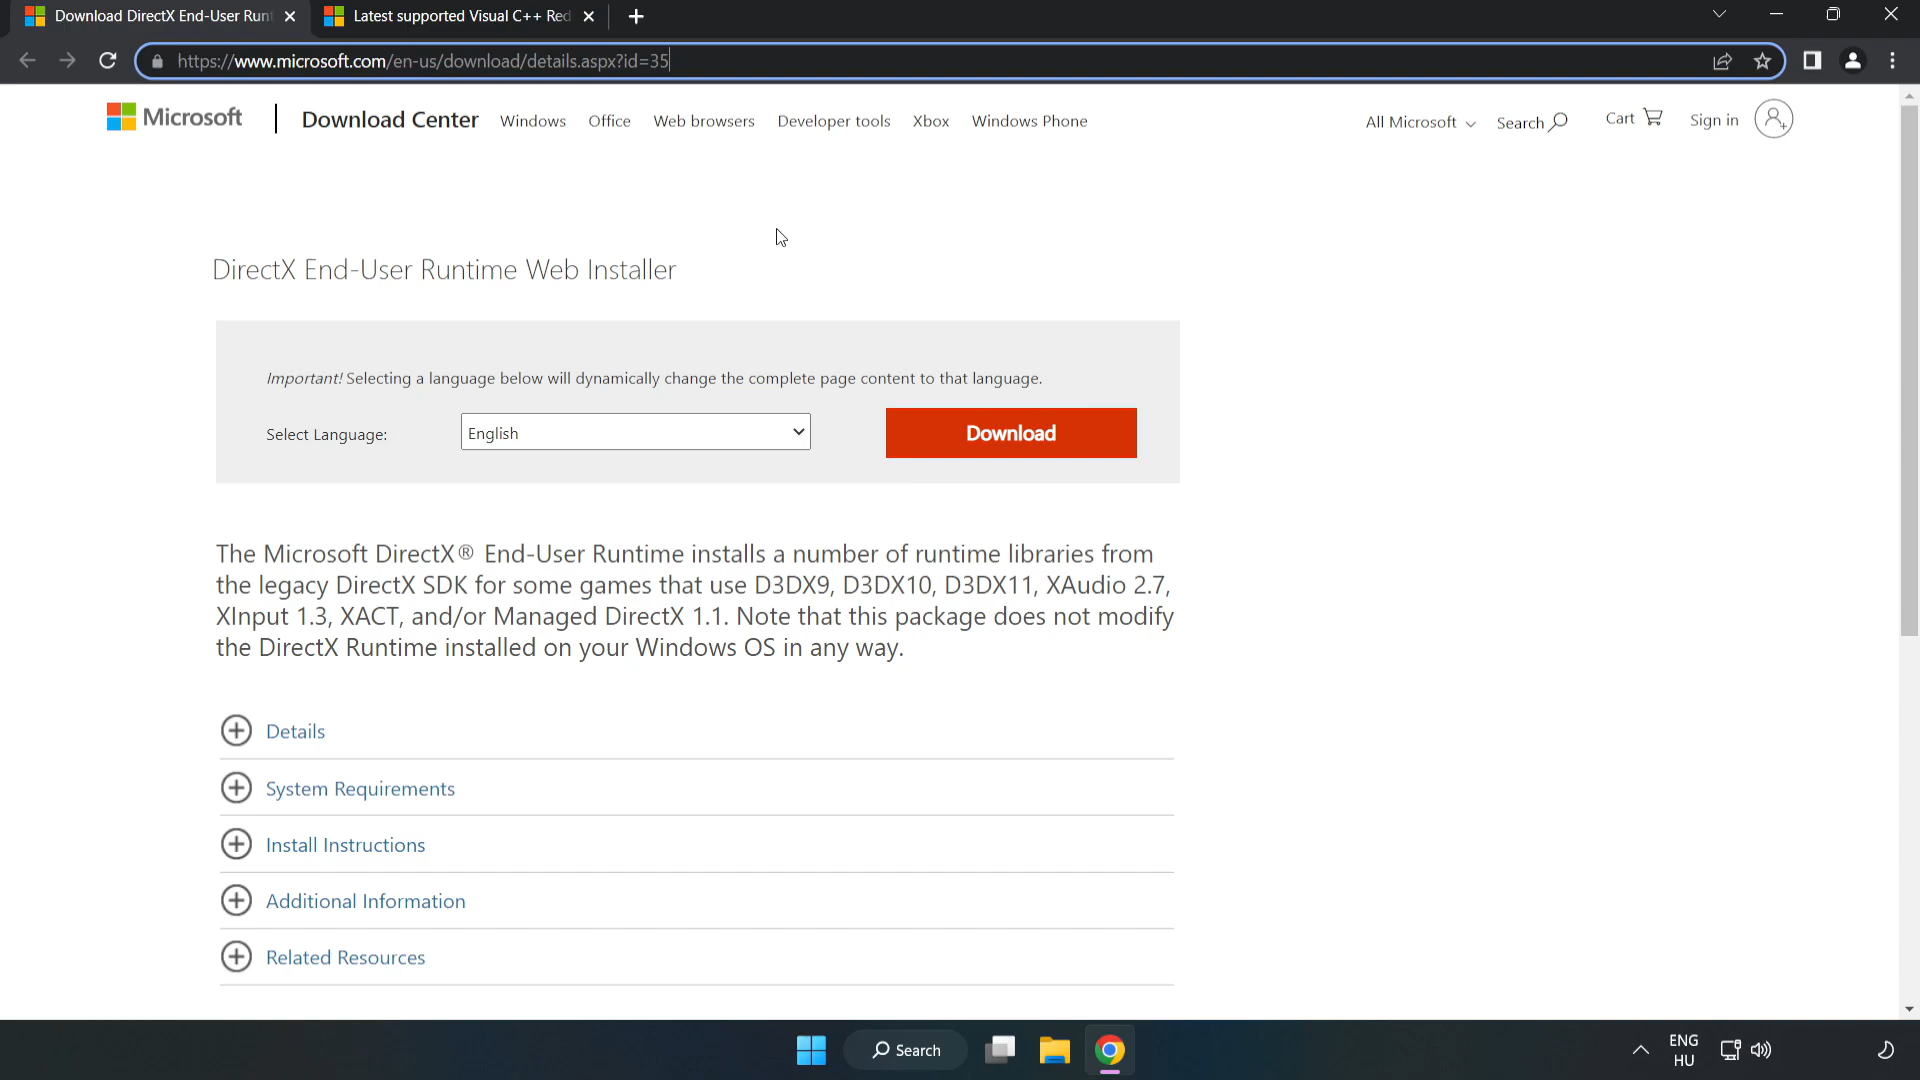 Download DirectX End-User Runt
Latest supported Visual C++ Red
https://www.microsoft.com/en-us/download/details.aspx?id=35
Microsoft
Download Center
Windows
Office
Web browsers
Developer tools
Xbox
Windows Phone
All Microsoft
Search
Cart
Sign in
DirectX End-User Runtime Web Installer
Important! Selecting a language below will dynamically change the complete page content to that language.
Select Language:
English
Download
The Microsoft DirectX® End-User Runtime installs a number of runtime libraries from
the legacy DirectX SDK for some games that use D3DX9, D3DX10, D3DX11, XAudio 2.7,
XInput 1.3, XACT, and/or Managed DirectX 1.1. Note that this package does not modify
the DirectX Runtime installed on your Windows OS in any way.
Details
System Requirements
Install Instructions
Additional Information
Related Resources
Search
ENG
HU